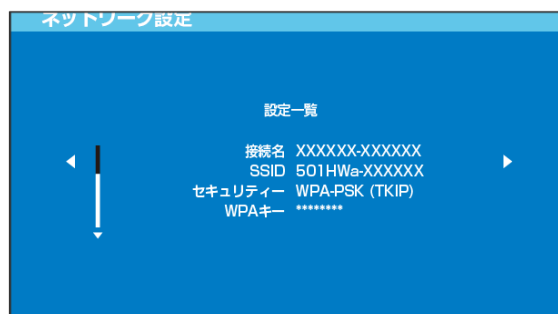 ネットワーク設定
設定一覧
接続名 XXXXXX-XXXXXX
SSID 501HWa-XXXXXX
セキュリティー WPA-PSK (TKIP)
WPAキー ********